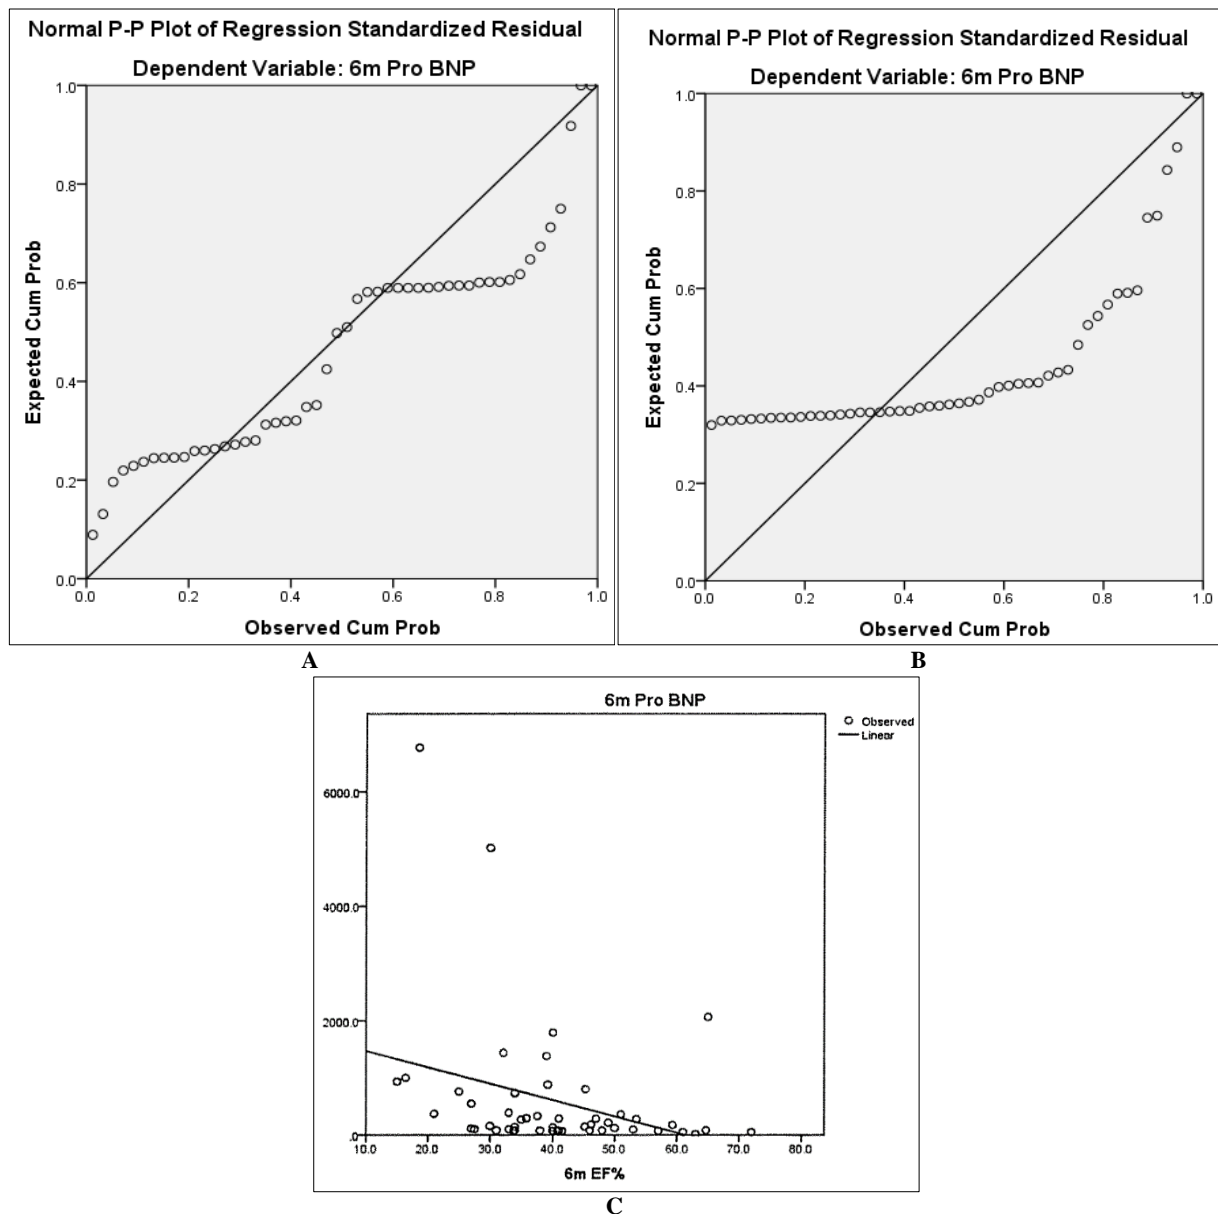 Normal P-P Plot of Regression Standardized Residual
Dependent Variable: 6m Pro BNP
1.0
0.8
0.6
0.4
0.2
0.0
0.0 0.2 0.4 0.6 0.8 1.0
Expected Cum Prob
Observed Cum Prob
A
Normal P-P Plot of Regression Standardized Residual
Dependent Variable: 6m Pro BNP
1.0
0.8
0.6
0.4
0.2
0.0
0.0 0.2 0.4 0.6 0.8 1.0
Expected Cum Prob
Observed Cum Prob
B
6m Pro BNP
Observed
Linear
6000.0
4000.0
2000.0
.0
10.0 20.0 30.0 40.0 50.0 60.0 70.0 80.0
6m EF%
C